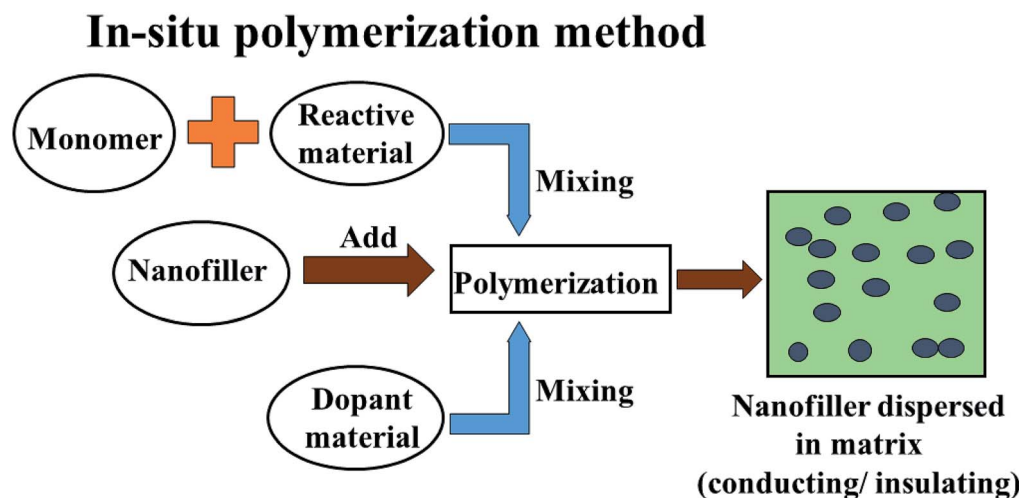 In-situ polymerization method
Monomer
Reactive
material
Mixing
Nanofiller
Add
Polymerization
Dopant
material
Mixing
Nanofiller dispersed
in matrix
(conducting/ insulating)